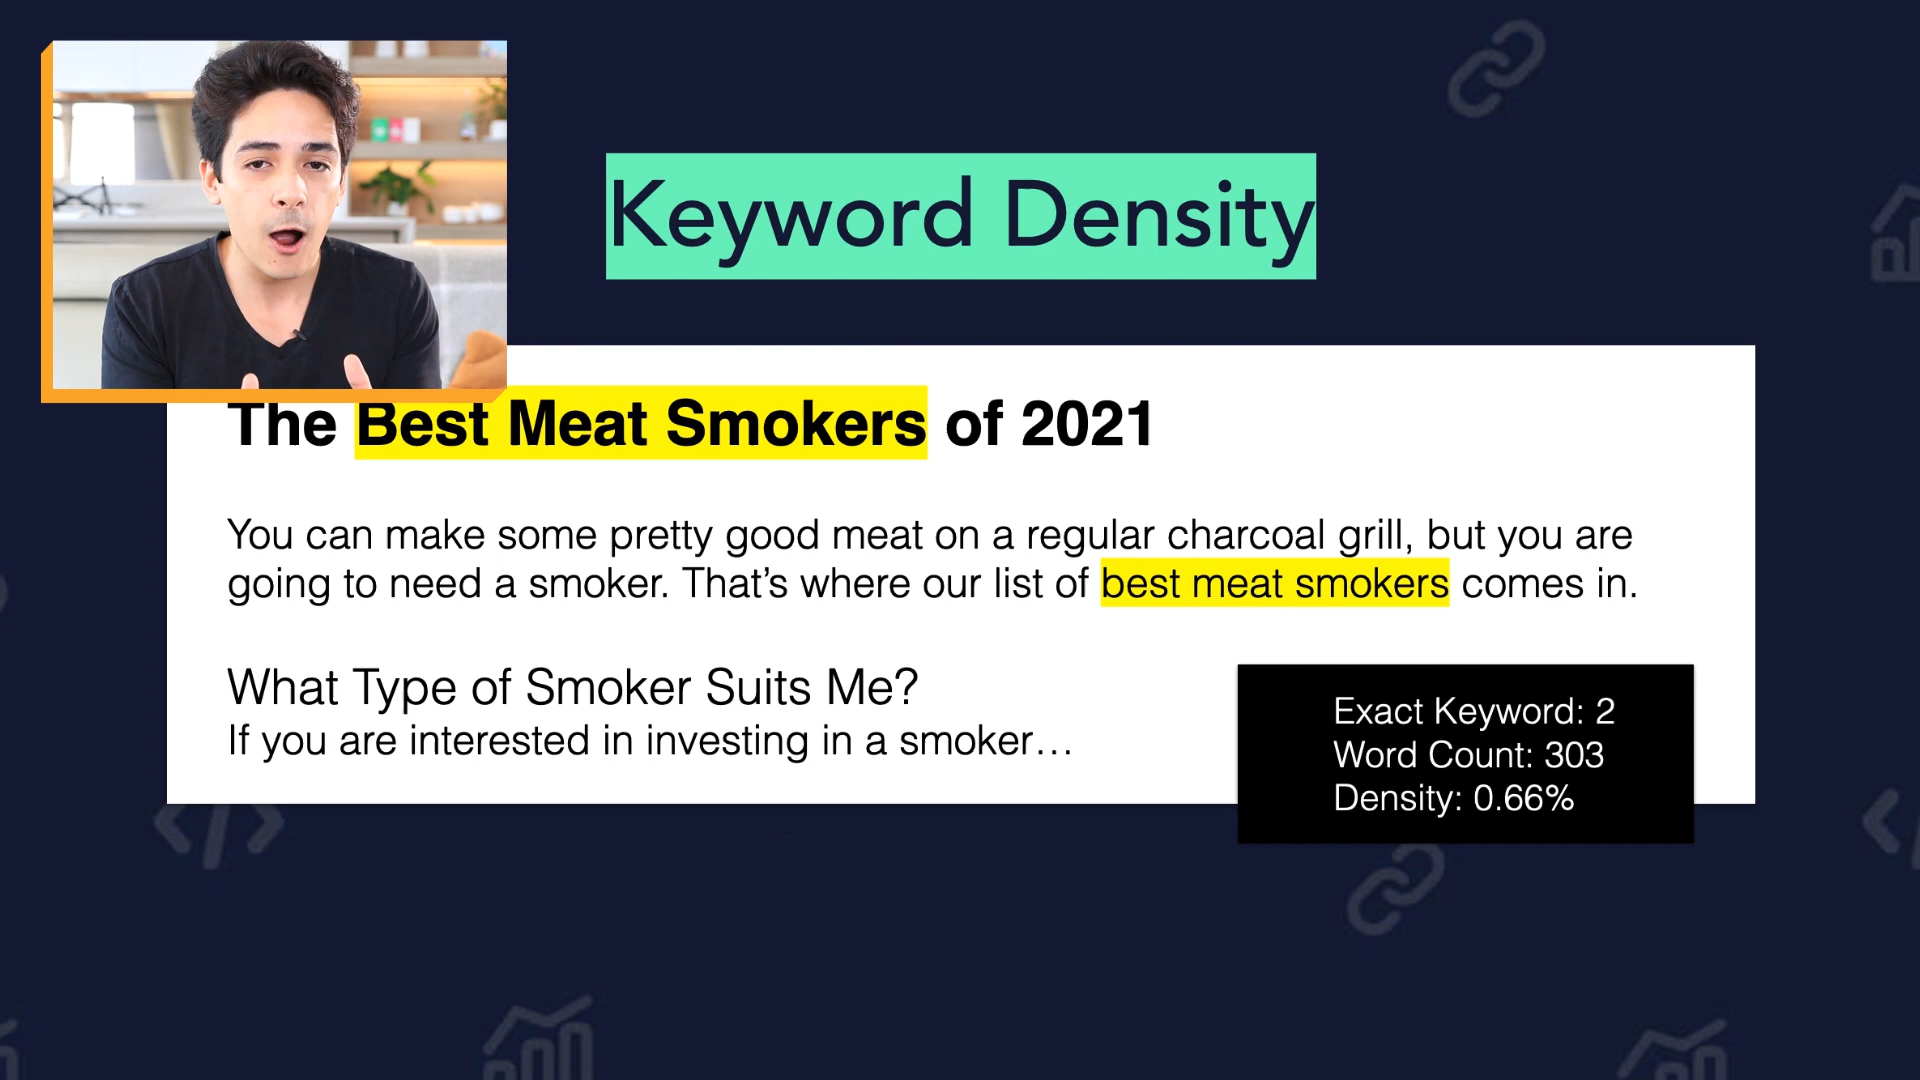 Keyword Density
The Best Meat Smokers of 2021
You can make some pretty good meat on a regular charcoal grill, but you are
going to need a smoker. That’s where our list of best meat smokers comes in.
What Type of Smoker Suits Me?
If you are interested in investing in a smoker…
Exact Keyword: 2
Word Count: 303
Density: 0.66%